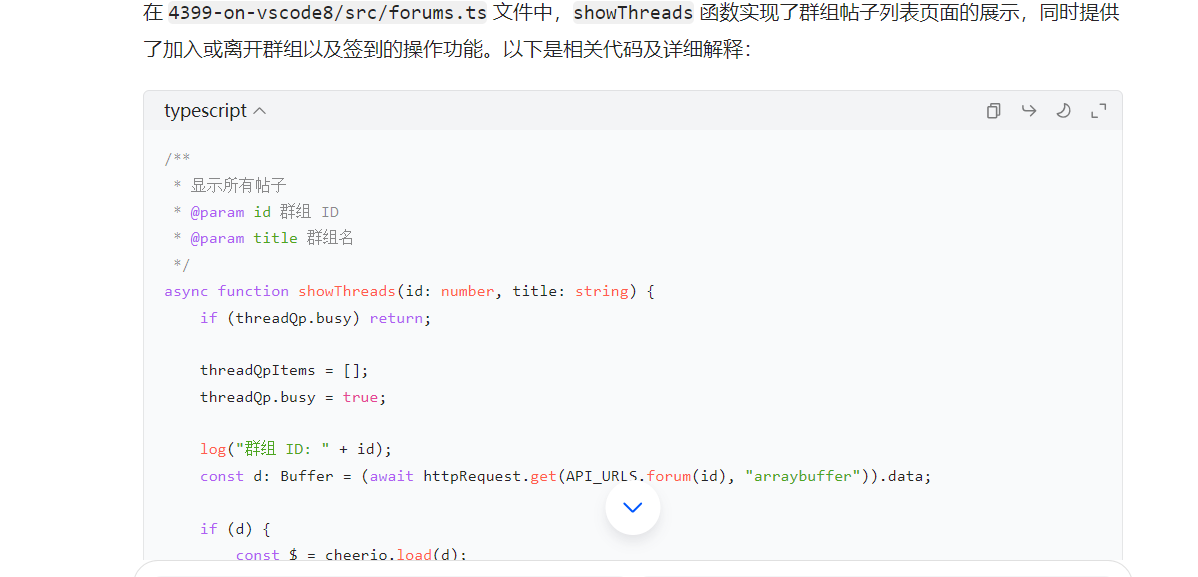 在 4399-on-vscode8/src/forums.ts 文件中，showThreads 函数实现了群组帖子列表页面的展示，同时提供
了加入或离开群组以及签到的操作功能。以下是相关代码及详细解释：
typescript
/**
 * 显示所有帖子
 * @param id 群组 ID
 * @param title 群组名
 */
async function showThreads(id: number, title: string) {
    if (threadQp.busy) return;
    threadQpItems = [];
    threadQp.busy = true;
    log("群组 ID: " + id);
    const d: Buffer = (await httpRequest.get(API_URLS.forum(id), "arraybuffer")).data;
    if (d) {
        const $ = cheerio.load(d);